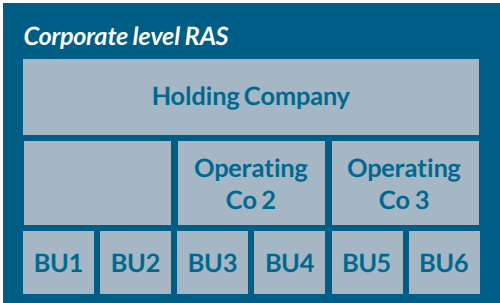 Corporate level RAS
Holding Company
Operating
Co 2
Operating
Co 3
BU1 BU2 BU3 BU4 BU5 BU6